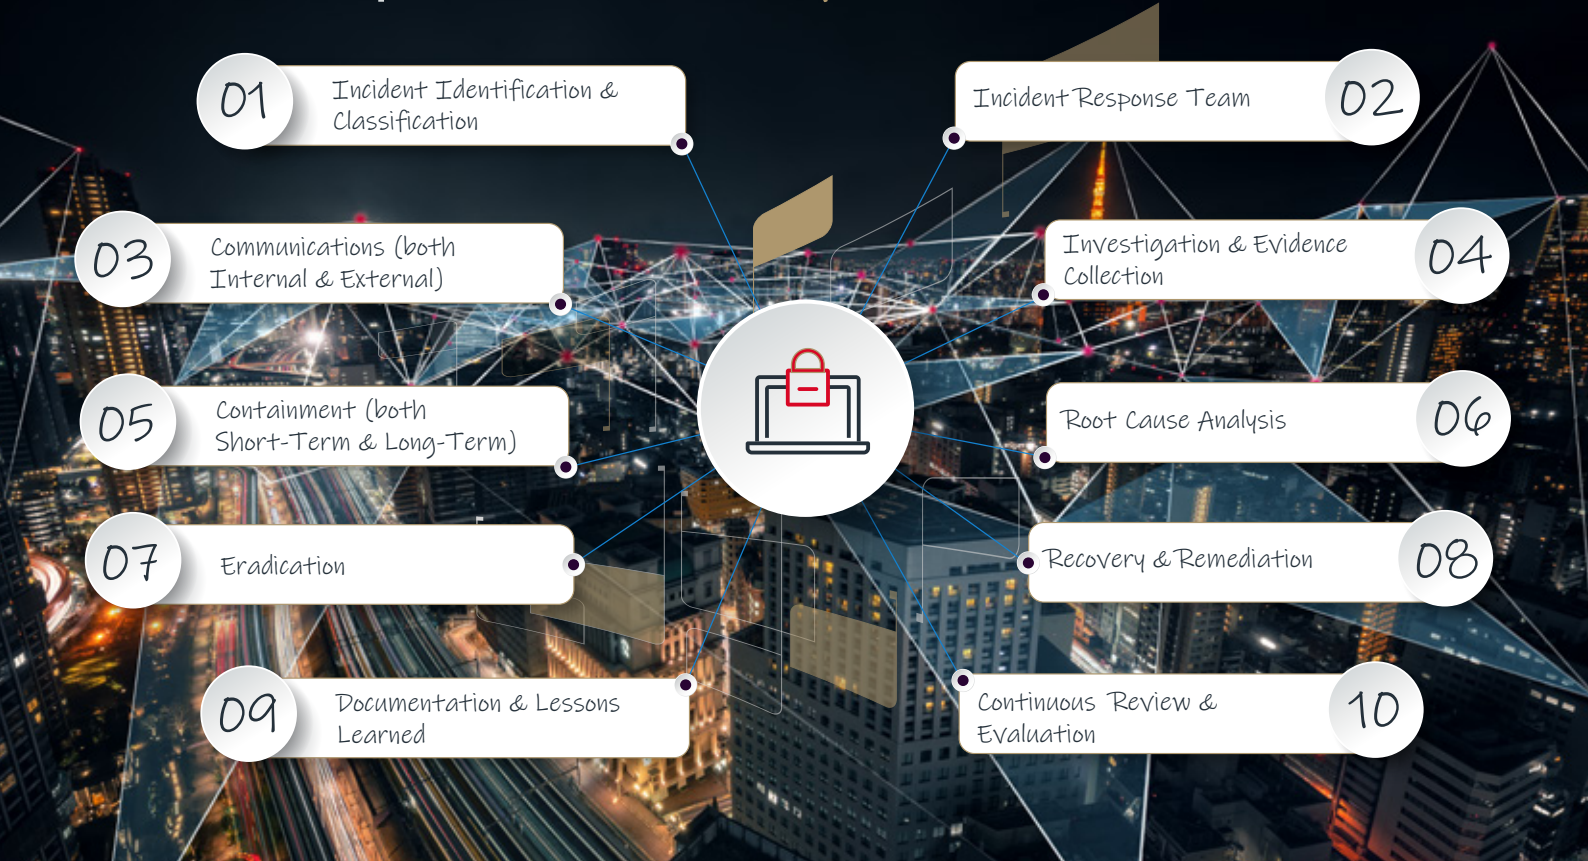 01
Incident Identification &
Classification
Incident Response Team
02
03
Communications (both
Internal & External)
Investigation & Evidence
Collection
04
05
Containment (both
Short-Term & Long-Term)
Root Cause Analysis
06
07
Eradication
Recovery & Remediation
08
09
Documentation & Lessons
Learned
Continuous Review &
Evaluation
10